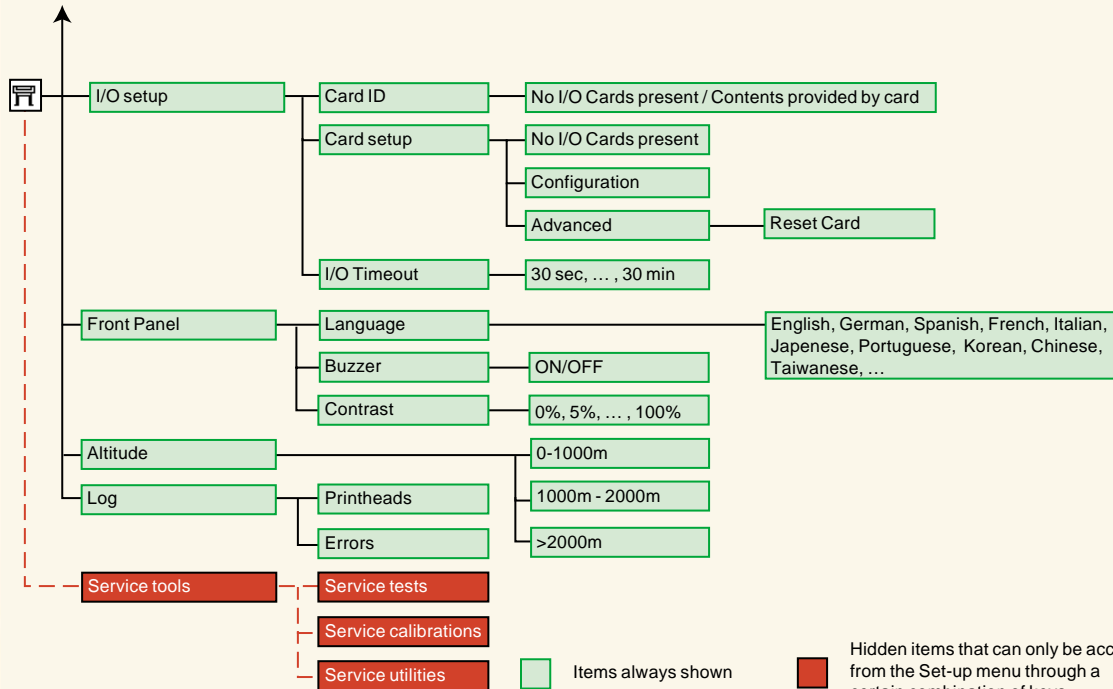 I/O setup
Card ID
No I/O Cards present / Contents provided by card
Card setup
No I/O Cards present
Configuration
Advanced
Reset Card
I/O Timeout
30 sec, … , 30 min
Front Panel
Language
English, German, Spanish, French, Italian,
Japenese, Portuguese, Korean, Chinese,
Taiwanese, …
Buzzer
ON/OFF
Contrast
0%, 5%, … , 100%
Altitude
0-1000m
1000m - 2000m
>2000m
Log
Printheads
Errors
Service tools
Service tests
Service calibrations
Service utilities
Items always shown
Hidden items that can only be acc
from the Set-up menu through a
certain combination of keys